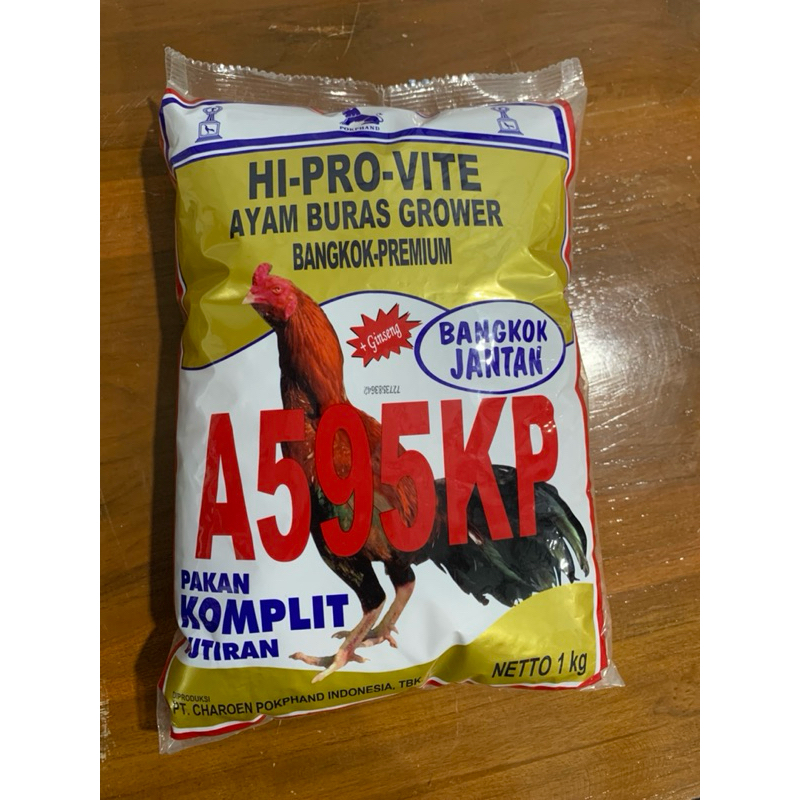 POKPHAND
HI-PRO-VITE
AYAM BURAS GROWER
BANGKOK-PREMIUM
+ Ginseng
BANGKOK
JANTAN
A595KP
PAKAN
KOMPLIT
UTIRAN
DIPRODUKSI
PT. CHAROEN POKPHAND INDONESIA, TBK
NETTO 1 kg